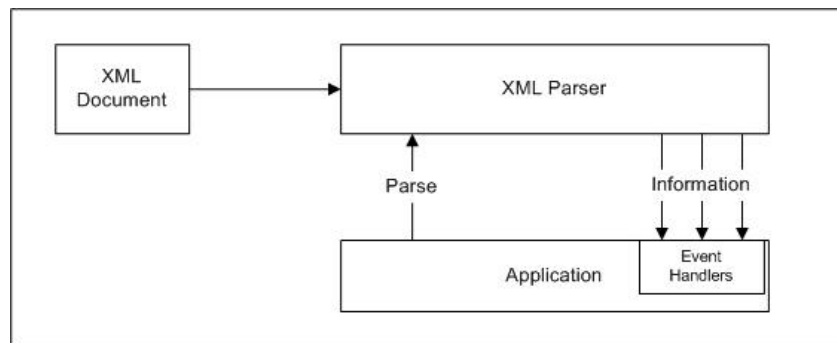 XML
Document
XML Parser
Parse
Information
Application
Event
Handlers